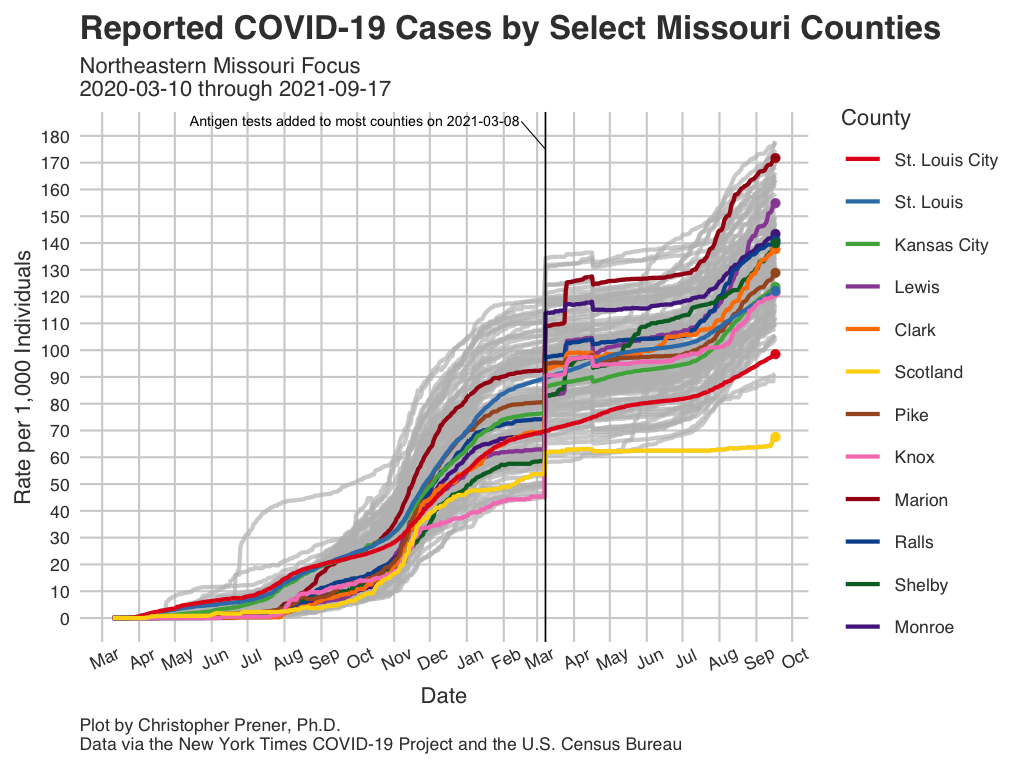 Reported COVID-19 Cases by Select Missouri Counties
Northeastern Missouri Focus
2020-03-10 through 2021-09-17
Antigen tests added to most counties on 2021-03-08
Rate per 1,000 Individuals
180
170
160
150
140
130
120
110
100
90
80
70
60
50
40
30
20
10
0
Mar Apr May Jun Jul Aug Sep Oct Nov Dec Jan Feb Mar Apr May Jun Jul Aug Sep Oct
Date
County
St. Louis City
St. Louis
Kansas City
Lewis
Clark
Scotland
Pike
Knox
Marion
Ralls
Shelby
Monroe
Plot by Christopher Prener, Ph.D.
Data via the New York Times COVID-19 Project and the U.S. Census Bureau